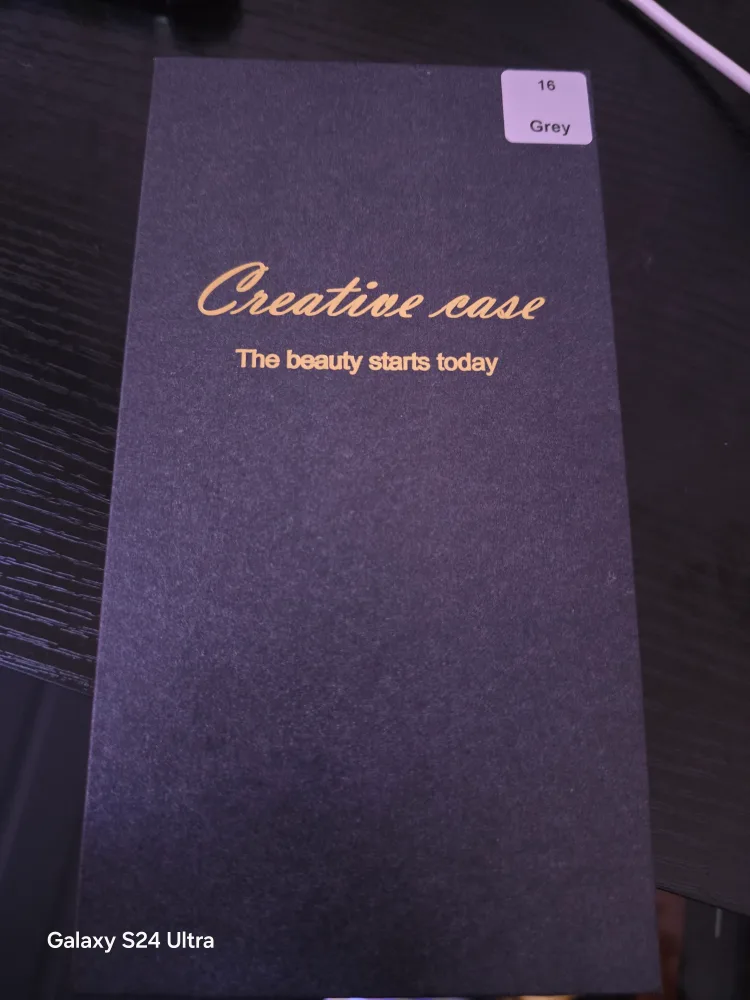 16
Grey
Creative case
The beauty starts today
Galaxy S24 Ultra